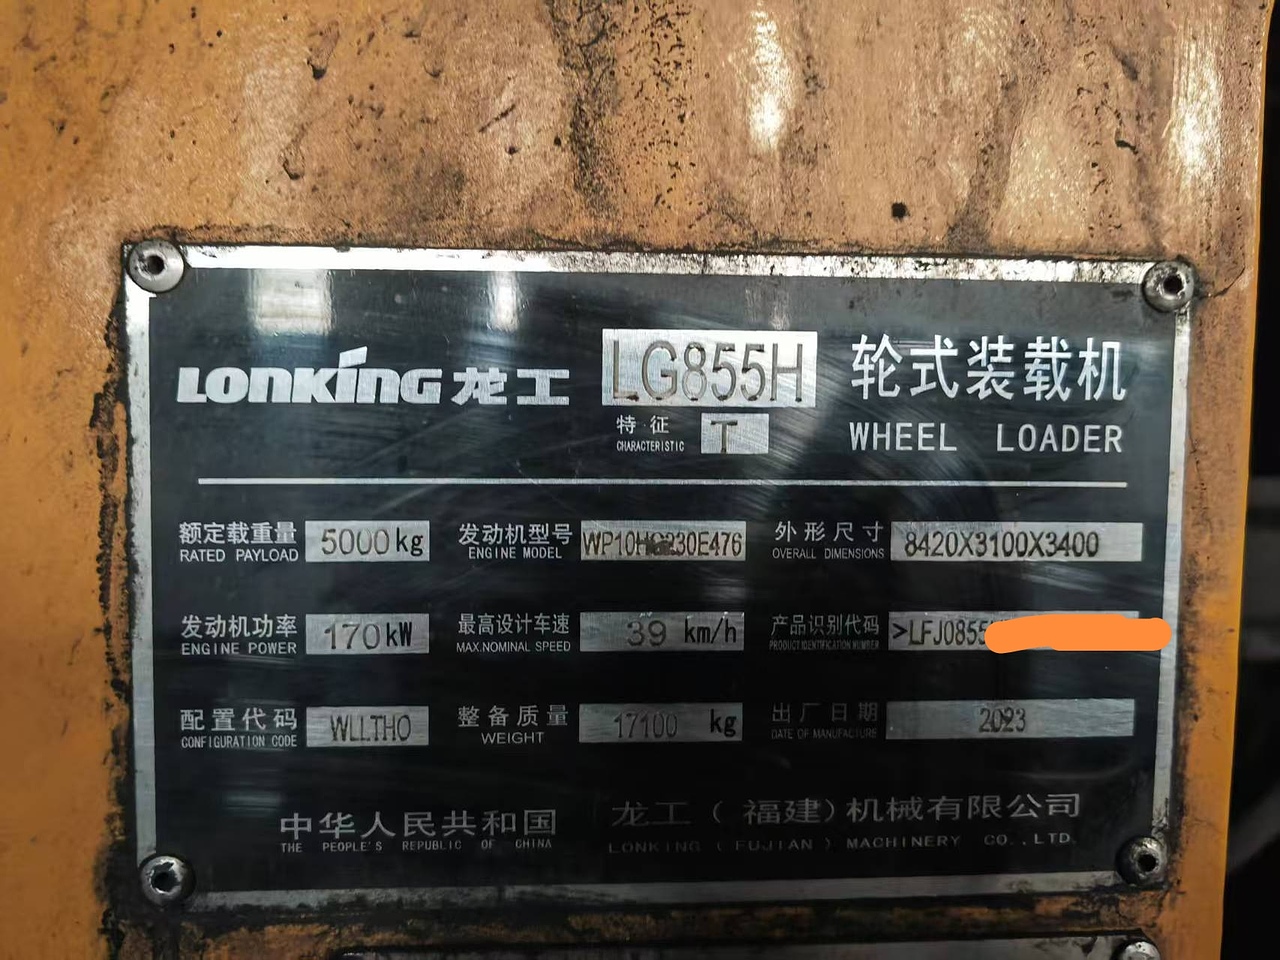 LONKING 龙工 LG855H 轮式装载机
特征 T
CHARACTERISTIC
WHEEL LOADER
额定载重量 5000 kg 发动机型号 外形尺寸 8420X3100X3400
RATED PAYLOAD ENGINE MODEL OVERALL DIMENSIONS
发动机功率 170 kW 最高设计车速 39 km/h 产品识别代码 >LFJ0855
ENGINE POWER MAX.NOMINAL SPEED PRODUCT IDENTIFICATION NUMBER
配置代码 WLLTHO 整备质量 17100 kg 出厂日期 2023
CONFIGURATION CODE WEIGHT DATE OF MANUFACTURE
中华人民共和国 龙工(福建)机械有限公司
THE PEOPLE'S REPUBLIC OF CHINA LONKING (FUJIAN) MACHINERY CO.,LTD.